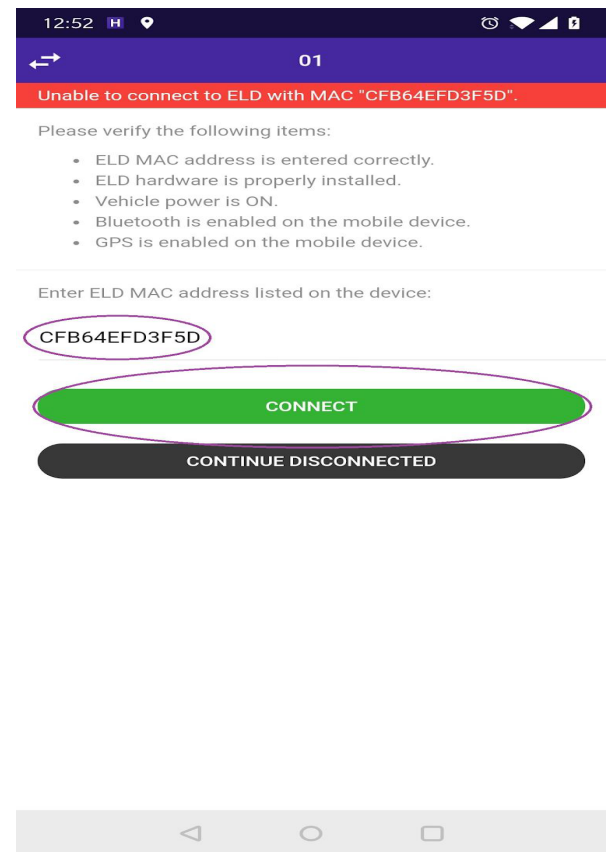 12:52 H
01
Unable to connect to ELD with MAC "CFB64EFD3F5D".
Please verify the following items:
• ELD MAC address is entered correctly.
• ELD hardware is properly installed.
• Vehicle power is ON.
• Bluetooth is enabled on the mobile device.
• GPS is enabled on the mobile device.
Enter ELD MAC address listed on the device:
CFB64EFD3F5D
CONNECT
CONTINUE DISCONNECTED